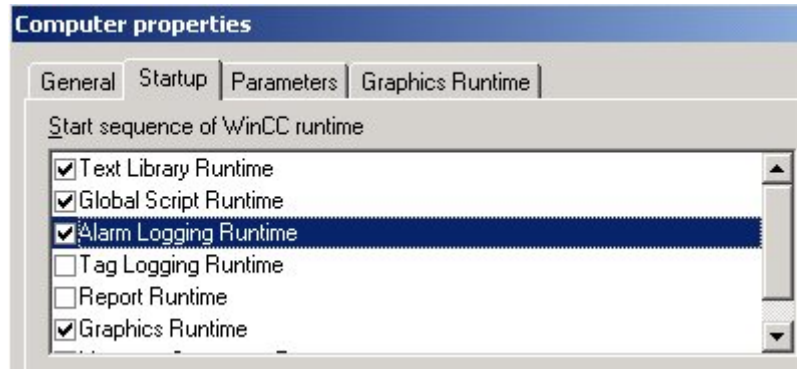 Computer properties
General Startup Parameters Graphics Runtime
Start sequence of WinCC runtime
Text Library Runtime
Global Script Runtime
Alarm Logging Runtime
Tag Logging Runtime
Report Runtime
Graphics Runtime